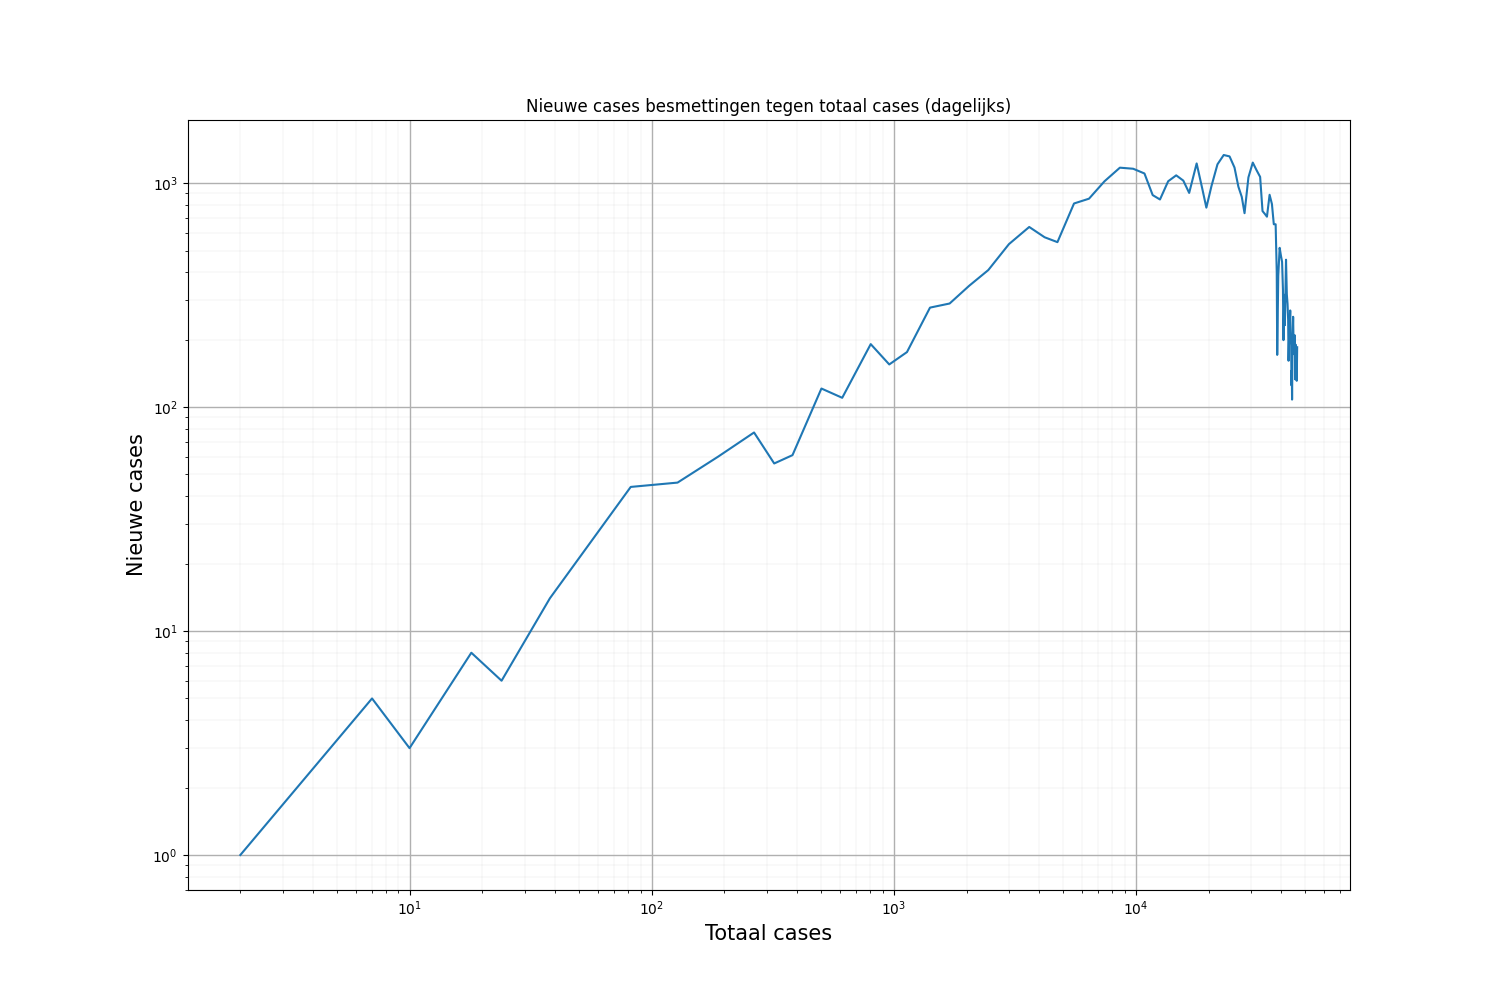 Nieuwe cases besmettingen tegen totaal cases (dagelijks)
10³
10²
10¹
10⁰
Nieuwe cases
10¹ 10² 10³ 10⁴
Totaal cases